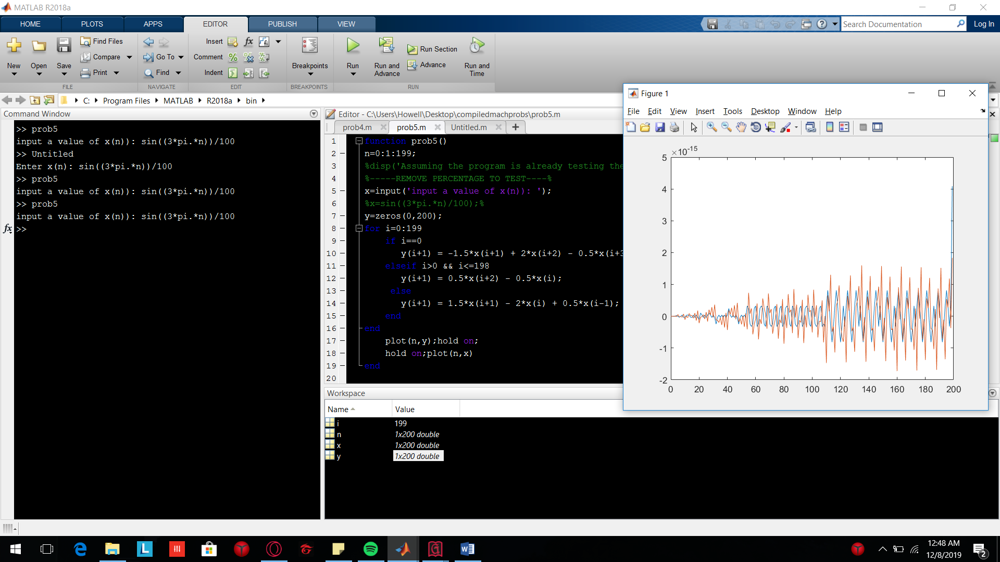 MATLAB R2018a
HOME PLOTS APPS EDITOR PUBLISH VIEW
Search Documentation Log In
New Open Save Find Files Compare Print
Go To Find
Insert Comment Indent
Breakpoints
Run Run and Advance Run Section Advance Run and Time
FILE NAVIGATE EDIT BREAKPOINTS RUN
C: Program Files MATLAB R2018a bin
Command Window
>> prob5
input a value of x(n)): sin((3*pi.*n))/100
>> Untitled
Enter x(n): sin((3*pi.*n))/100
>> prob5
input a value of x(n)): sin((3*pi.*n))/100
>> prob5
input a value of x(n)): sin((3*pi.*n))/100
fx >>
Editor - C:\Users\Howell\Desktop\compiledmachprobs\prob5.m
prob4.m prob5.m Untitled.m
1 function prob5()
2 n=0:1:199;
3 %disp('Assuming the program is already testing the
4 %-----REMOVE PERCENTAGE TO TEST----%
5 x=input('input a value of x(n)): ');
6 %x=sin((3*pi.*n)/100);%
7 y=zeros(0,200);
8 for i=0:199
9 if i==0
10 y(i+1) = -1.5*x(i+1) + 2*x(i+2) - 0.5*x(i+3
11 elseif i>0 && i<=198
12 y(i+1) = 0.5*x(i+2) - 0.5*x(i);
13 else
14 y(i+1) = 1.5*x(i+1) - 2*x(i) + 0.5*x(i-1);
15 end
16 end
17 plot(n,y);hold on;
18 hold on;plot(n,x)
19 end
20
Workspace
Name Value
i 199
n 1x200 double
x 1x200 double
y 1x200 double
Figure 1
File Edit View Insert Tools Desktop Window Help
×10-15
5
4
3
2
1
0
-1
-2
0 20 40 60 80 100 120 140 160 180 200
12:48 AM
12/8/2019
2